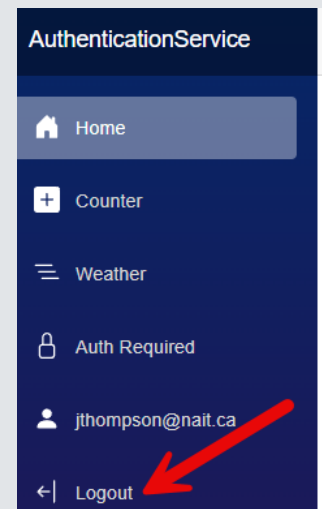 AuthenticationService
Home
Counter
Weather
Auth Required
jthompson@nait.ca
Logout